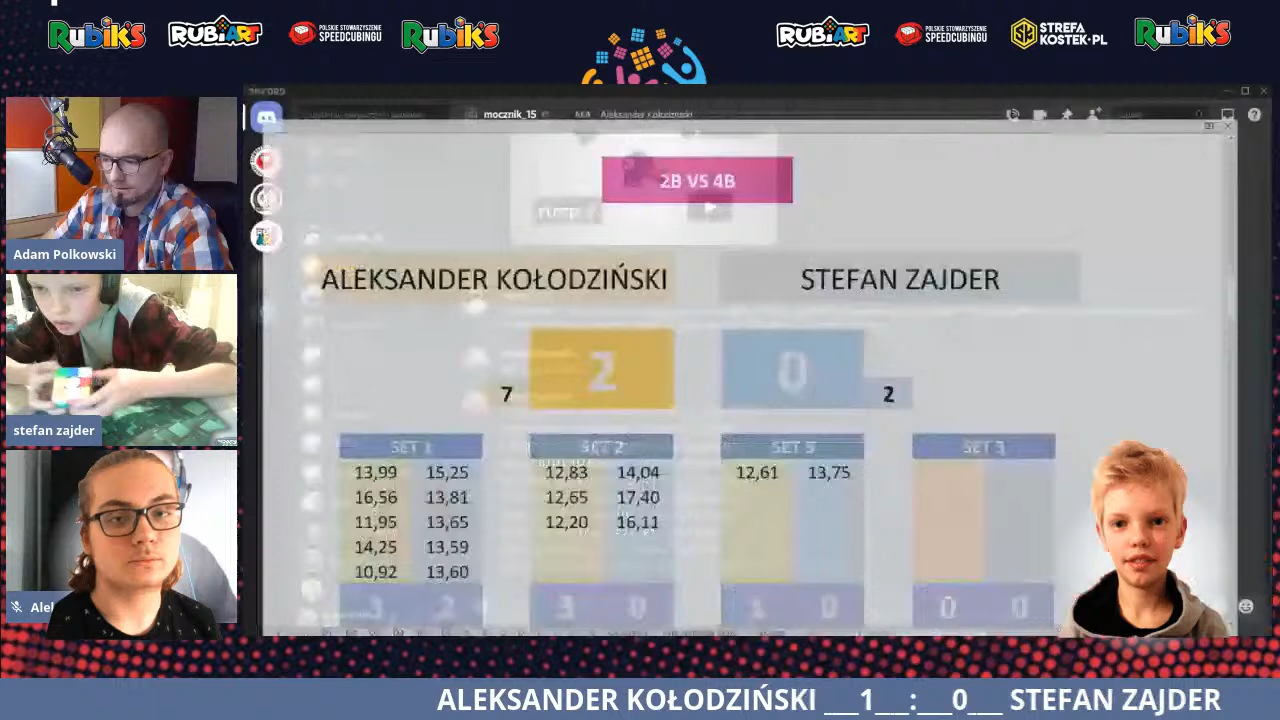 RUBIK'S RUBIART POLSKIE STOWARZYSZENIE SPEEDCUBINGU RUBIK'S RUBIART POLSKIE STOWARZYSZENIE SPEEDCUBINGU STREFA KOSTEK.PL RUBIK'S
mocznik_15 AKA Aleksander Kołodziński
2B VS 4B
Adam Polkowski
ALEKSANDER KOŁODZIŃSKI STEFAN ZAJDER
2 0
7 2
stefan zajder
SET 1 SET 2 SET 3
13,99 15,25 12,83 14,04 12,61 13,75
16,56 13,81 12,65 17,40
11,95 13,65 12,20 16,11
14,25 13,59
10,92 13,60
3 2 3 0 1 0 0 0
Ale
ALEKSANDER KOŁODZIŃSKI ___1___:___0___ STEFAN ZAJDER